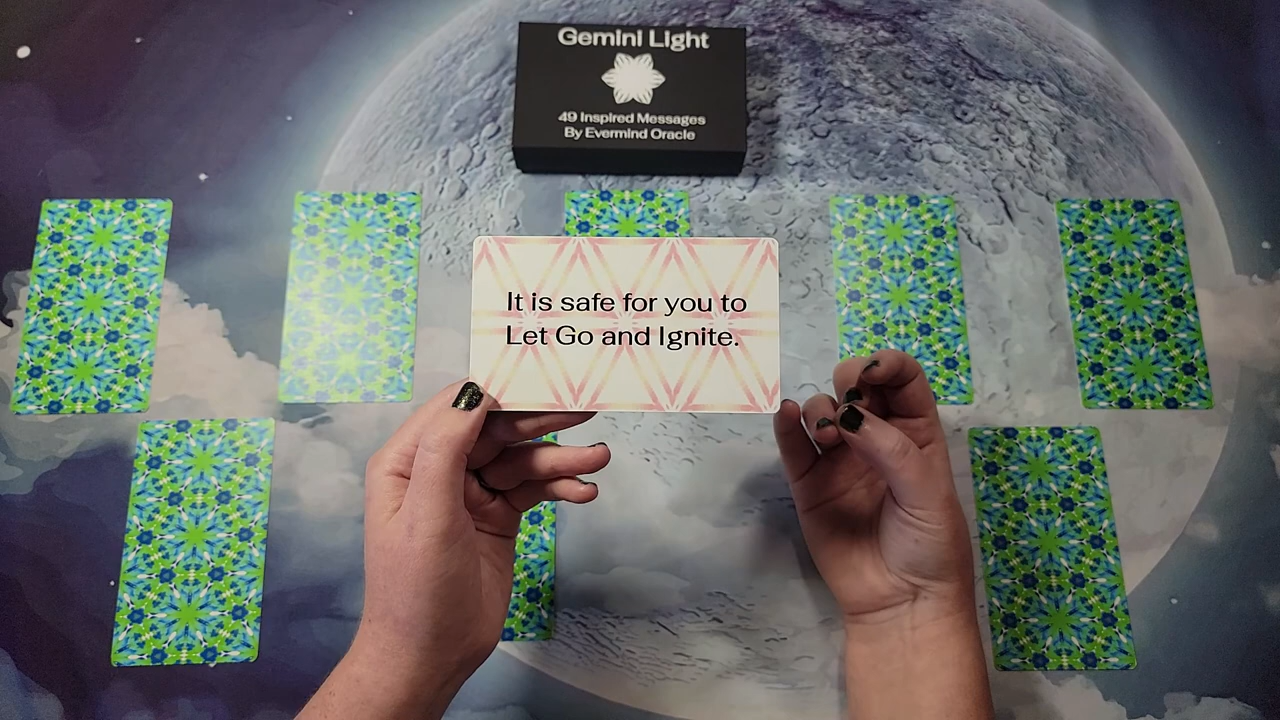 Gemini Light
49 Inspired Messages
By Evermind Oracle
It is safe for you to
Let Go and Ignite.